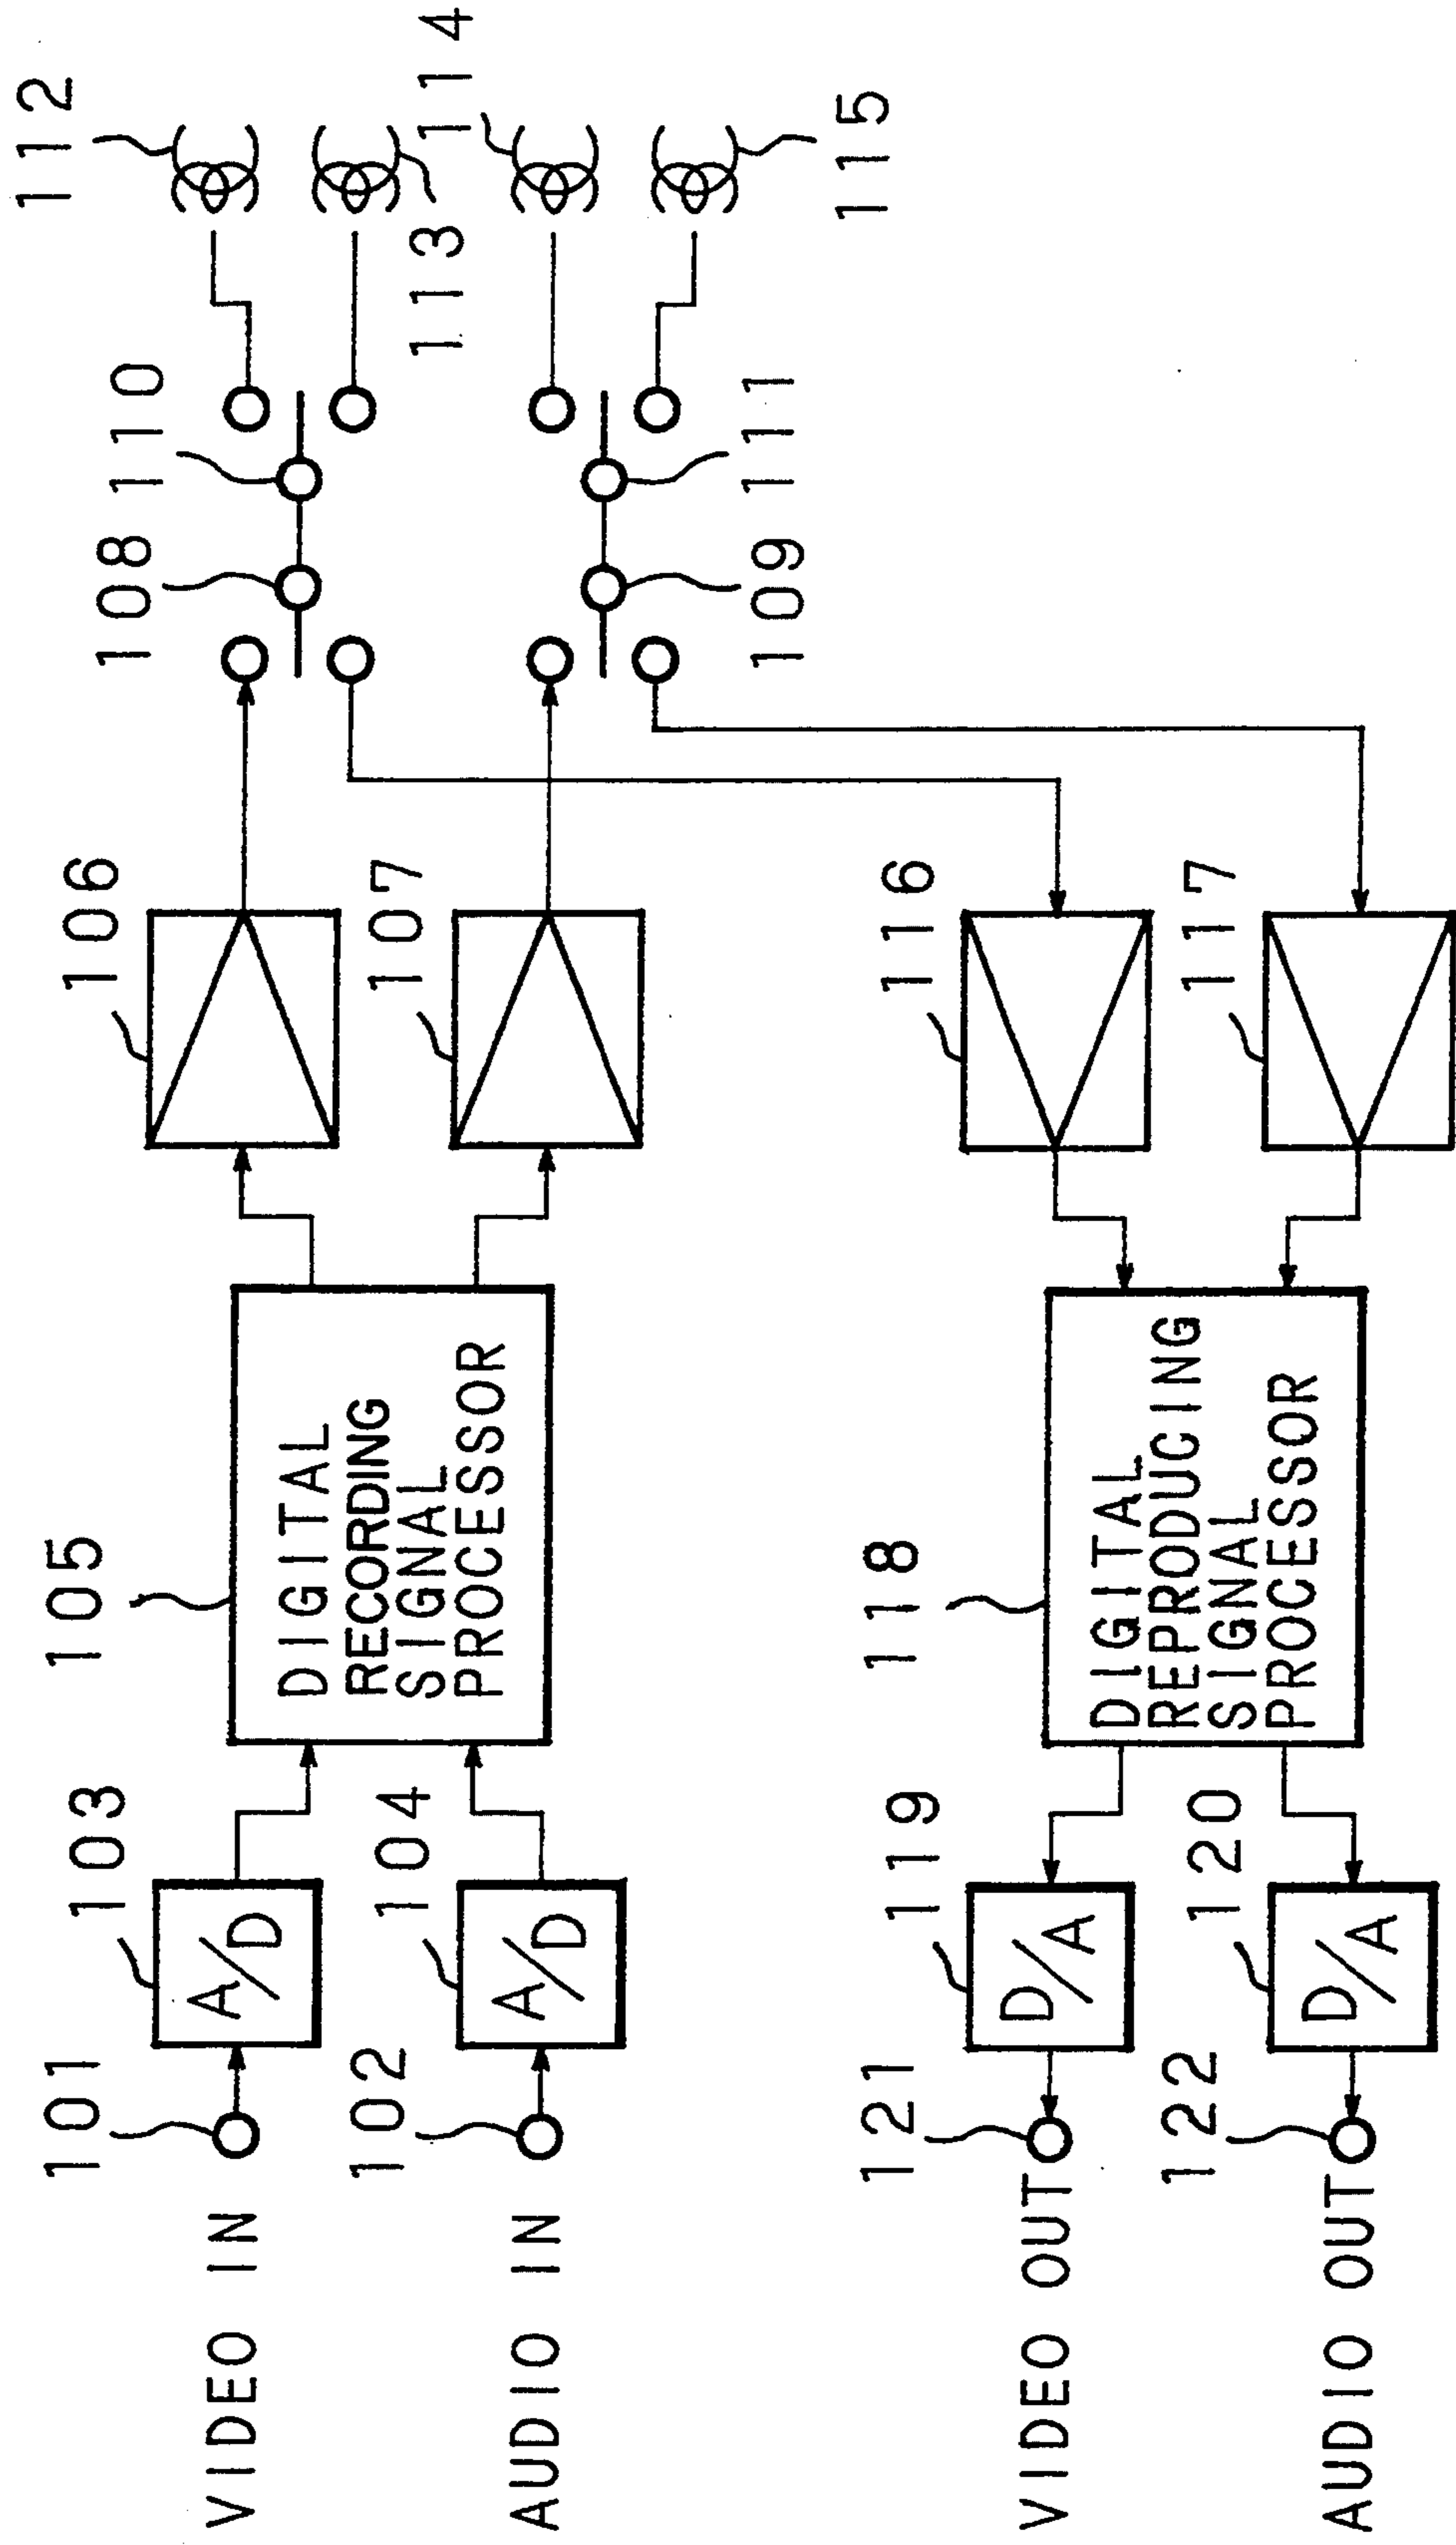 112
114
113
115
110
108
111
109
106
107
116
117
105
DIGITAL
RECORDING
SIGNAL
PROCESSOR
118
DIGITAL
REPRODUCING
SIGNAL
PROCESSOR
103
A/D
104
A/D
119
D/A
120
D/A
101
VIDEO IN
102
AUDIO IN
121
VIDEO OUT
122
AUDIO OUT